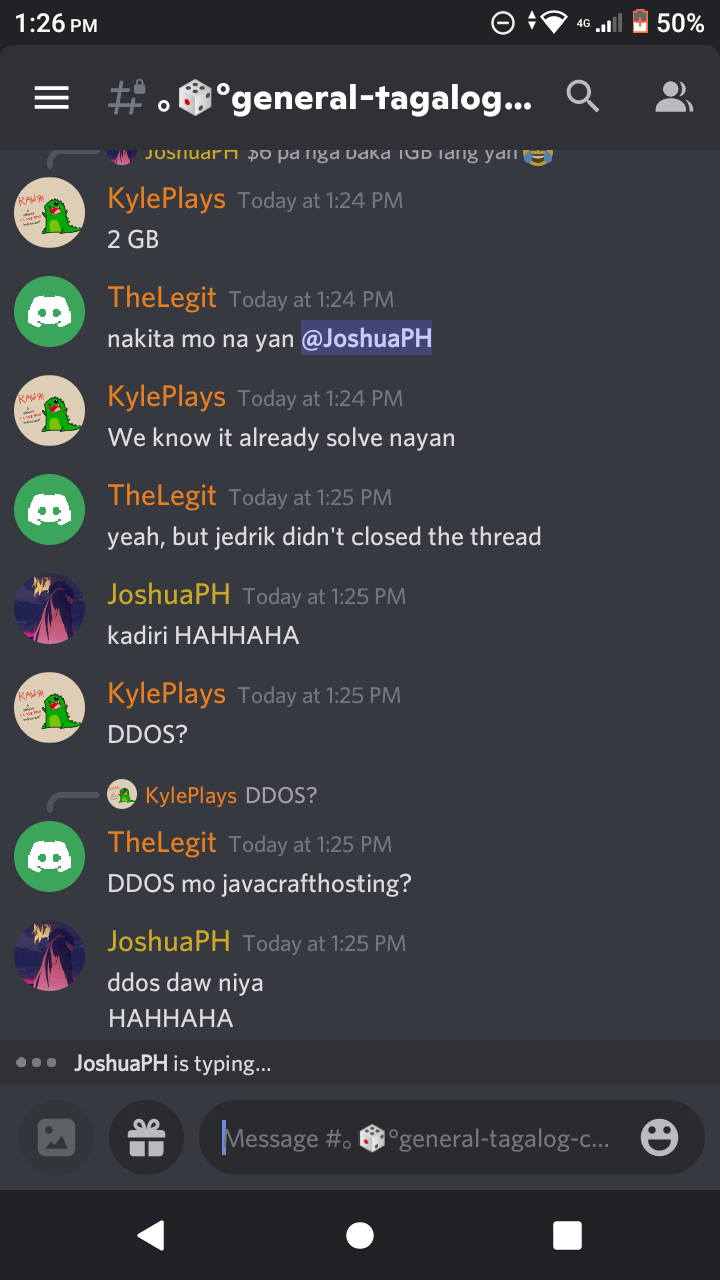 1:26 PM
4G
50%
# 。🎲°general-tagalog...
JoshuaPH $6 pa nga baka 1GB lang yan 😂
KylePlays Today at 1:24 PM
2 GB
TheLegit Today at 1:24 PM
nakita mo na yan @JoshuaPH
KylePlays Today at 1:24 PM
We know it already solve nayan
TheLegit Today at 1:25 PM
yeah, but jedrik didn't closed the thread
JoshuaPH Today at 1:25 PM
kadiri HAHHAHA
KylePlays Today at 1:25 PM
DDOS?
KylePlays DDOS?
TheLegit Today at 1:25 PM
DDOS mo javacrafthosting?
JoshuaPH Today at 1:25 PM
ddos daw niya
HAHHAHA
JoshuaPH is typing...
Message #。🎲°general-tagalog-c...